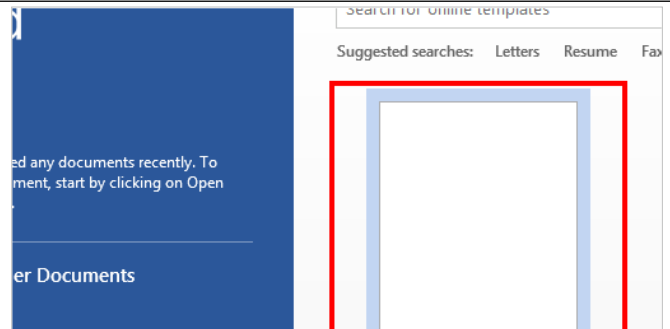 d
Search for online templates
Suggested searches: Letters Resume Fax
ed any documents recently. To
ment, start by clicking on Open
.
er Documents